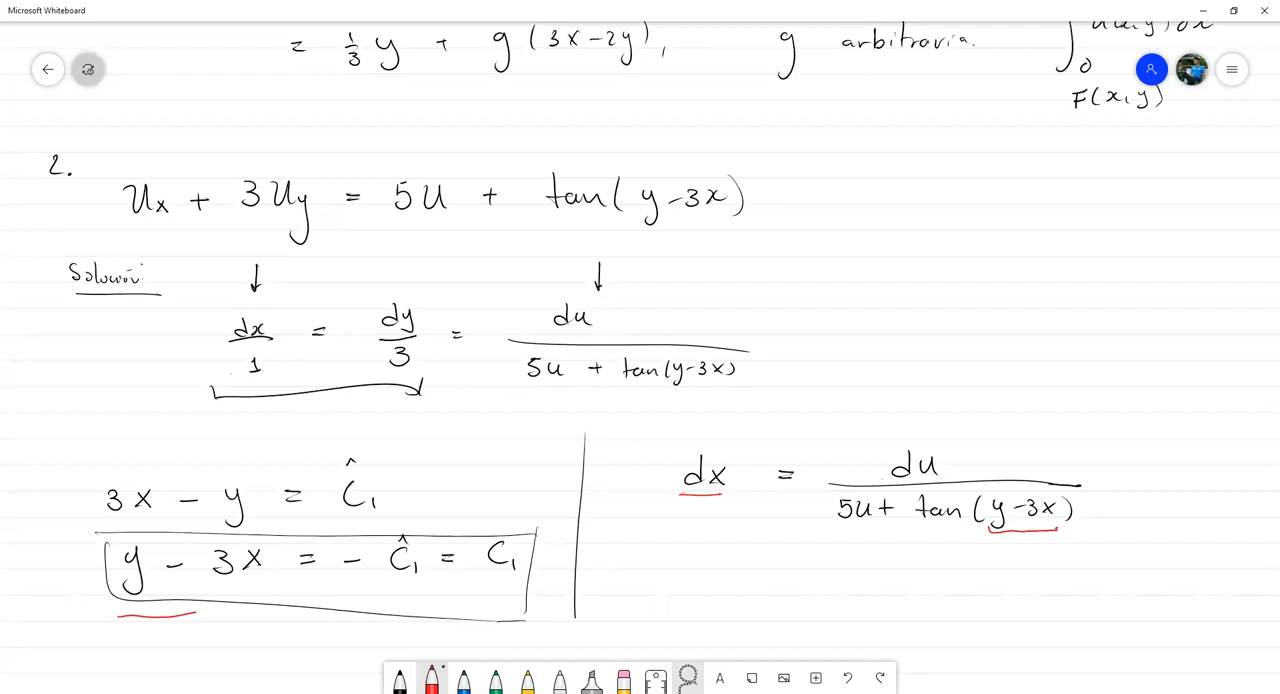 Microsoft Whiteboard
= 1/3 y + g(3x-2y), g arbitraria.
∫₀
F(x,y)
2.
Ux + 3Uy = 5U + tan(y-3x)
Solución:
dx/1 = dy/3 = du/(5u + tan(y-3x))
3x - y = Ĉ₁
y - 3x = - Ĉ₁ = C₁
dx = du/(5u + tan(y-3x))
A